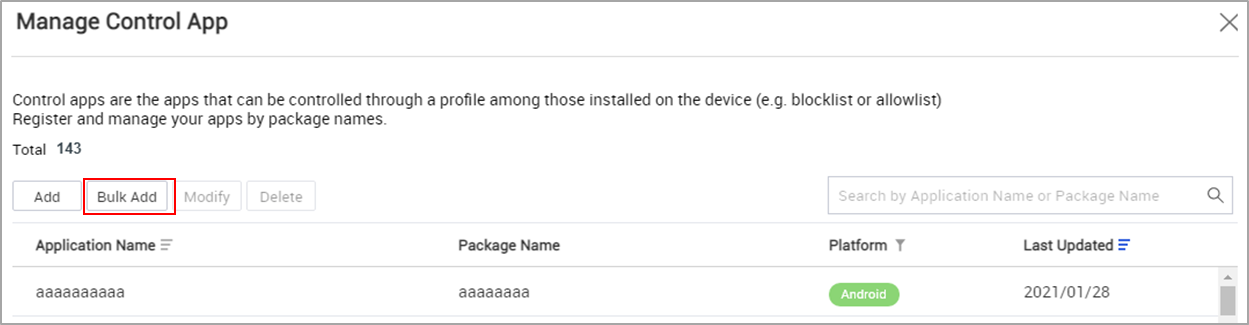 Manage Control App
Control apps are the apps that can be controlled through a profile among those installed on the device (e.g. blocklist or allowlist)
Register and manage your apps by package names.
Total 143
Add Bulk Add Modify Delete Search by Application Name or Package Name
Application Name Package Name Platform Last Updated
aaaaaaaaaa aaaaaaaa Android 2021/01/28